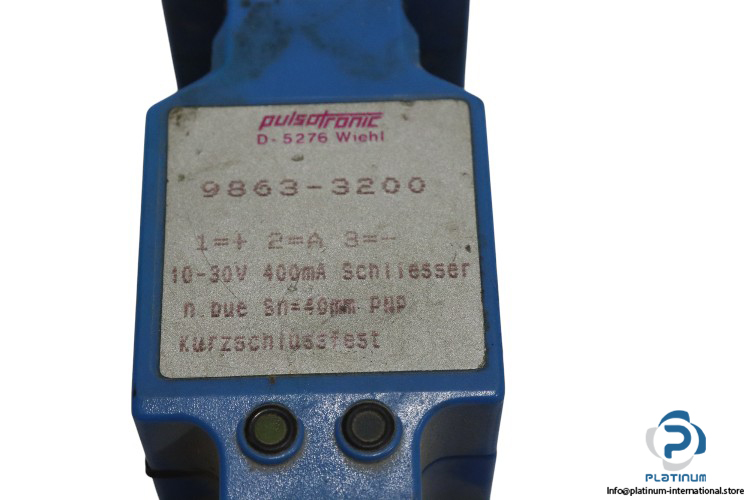 pulsotronic
D-5276 Wiehl
9863-3200
1=+ 2=A 3=-
10-30V 400mA Schliesser
n.bue Sn=40mm PNP
Kurzschlussfest
PLATINUM
Info@platinum-international.store